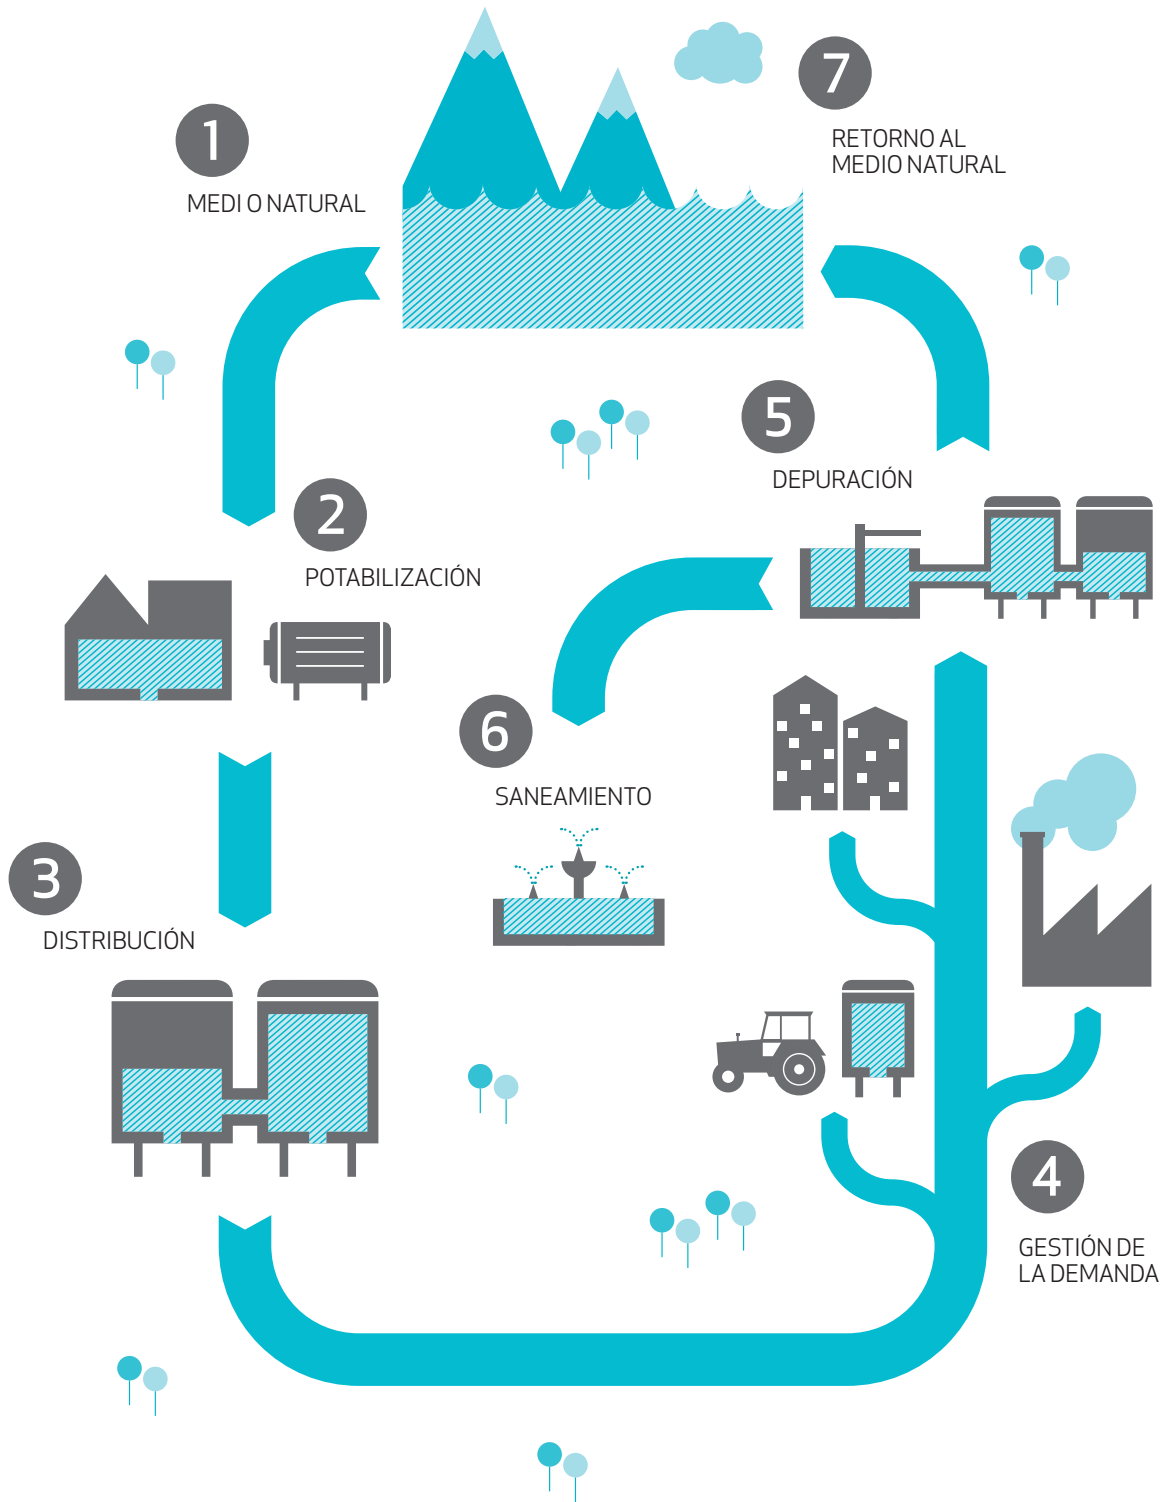 1
MEDI O NATURAL
7
RETORNO AL
MEDIO NATURAL
2
POTABILIZACIÓN
5
DEPURACIÓN
6
SANEAMIENTO
3
DISTRIBUCIÓN
4
GESTIÓN DE
LA DEMANDA